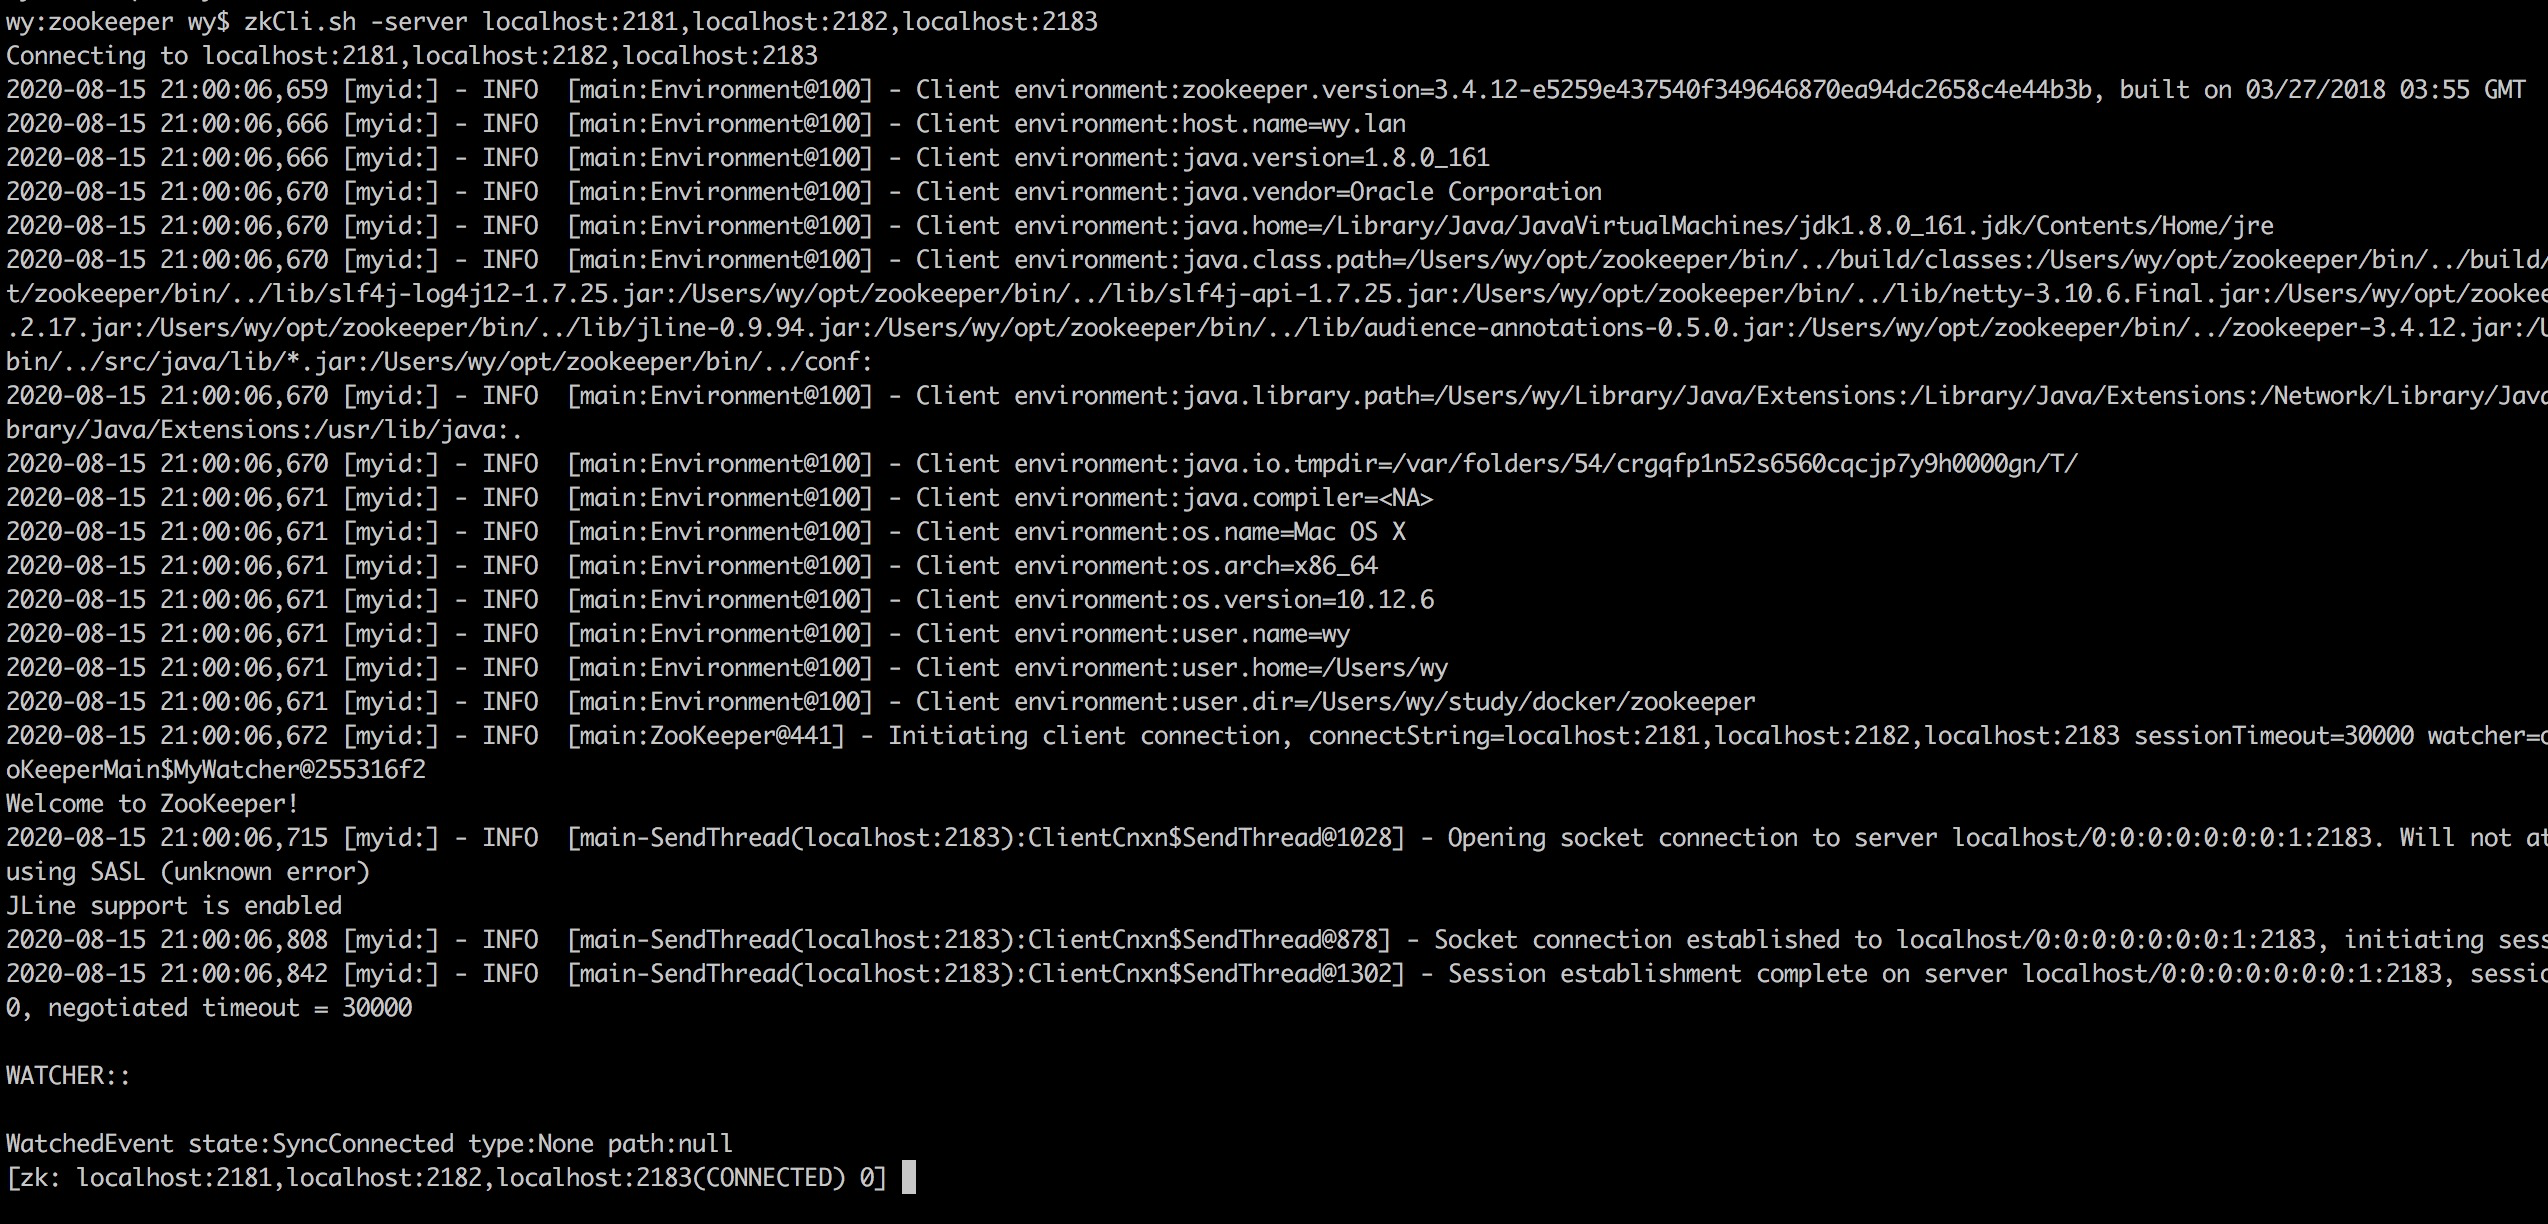 wy:zookeeper wy$ zkCli.sh -server localhost:2181,localhost:2182,localhost:2183
Connecting to localhost:2181,localhost:2182,localhost:2183
2020-08-15 21:00:06,659 [myid:] - INFO  [main:Environment@100] - Client environment:zookeeper.version=3.4.12-e5259e437540f349646870ea94dc2658c4e44b3b, built on 03/27/2018 03:55 GMT
2020-08-15 21:00:06,666 [myid:] - INFO  [main:Environment@100] - Client environment:host.name=wy.lan
2020-08-15 21:00:06,666 [myid:] - INFO  [main:Environment@100] - Client environment:java.version=1.8.0_161
2020-08-15 21:00:06,670 [myid:] - INFO  [main:Environment@100] - Client environment:java.vendor=Oracle Corporation
2020-08-15 21:00:06,670 [myid:] - INFO  [main:Environment@100] - Client environment:java.home=/Library/Java/JavaVirtualMachines/jdk1.8.0_161.jdk/Contents/Home/jre
2020-08-15 21:00:06,670 [myid:] - INFO  [main:Environment@100] - Client environment:java.class.path=/Users/wy/opt/zookeeper/bin/../build/classes:/Users/wy/opt/zookeeper/bin/../build/
t/zookeeper/bin/../lib/slf4j-log4j12-1.7.25.jar:/Users/wy/opt/zookeeper/bin/../lib/slf4j-api-1.7.25.jar:/Users/wy/opt/zookeeper/bin/../lib/netty-3.10.6.Final.jar:/Users/wy/opt/zookee
.2.17.jar:/Users/wy/opt/zookeeper/bin/../lib/jline-0.9.94.jar:/Users/wy/opt/zookeeper/bin/../lib/audience-annotations-0.5.0.jar:/Users/wy/opt/zookeeper/bin/../zookeeper-3.4.12.jar:/U
bin/../src/java/lib/*.jar:/Users/wy/opt/zookeeper/bin/../conf:
2020-08-15 21:00:06,670 [myid:] - INFO  [main:Environment@100] - Client environment:java.library.path=/Users/wy/Library/Java/Extensions:/Library/Java/Extensions:/Network/Library/Java
brary/Java/Extensions:/usr/lib/java:.
2020-08-15 21:00:06,670 [myid:] - INFO  [main:Environment@100] - Client environment:java.io.tmpdir=/var/folders/54/crgqfp1n52s6560cqcjp7y9h0000gn/T/
2020-08-15 21:00:06,671 [myid:] - INFO  [main:Environment@100] - Client environment:java.compiler=<NA>
2020-08-15 21:00:06,671 [myid:] - INFO  [main:Environment@100] - Client environment:os.name=Mac OS X
2020-08-15 21:00:06,671 [myid:] - INFO  [main:Environment@100] - Client environment:os.arch=x86_64
2020-08-15 21:00:06,671 [myid:] - INFO  [main:Environment@100] - Client environment:os.version=10.12.6
2020-08-15 21:00:06,671 [myid:] - INFO  [main:Environment@100] - Client environment:user.name=wy
2020-08-15 21:00:06,671 [myid:] - INFO  [main:Environment@100] - Client environment:user.home=/Users/wy
2020-08-15 21:00:06,671 [myid:] - INFO  [main:Environment@100] - Client environment:user.dir=/Users/wy/study/docker/zookeeper
2020-08-15 21:00:06,672 [myid:] - INFO  [main:ZooKeeper@441] - Initiating client connection, connectString=localhost:2181,localhost:2182,localhost:2183 sessionTimeout=30000 watcher=o
oKeeperMain$MyWatcher@255316f2
Welcome to ZooKeeper!
2020-08-15 21:00:06,715 [myid:] - INFO  [main-SendThread(localhost:2183):ClientCnxn$SendThread@1028] - Opening socket connection to server localhost/0:0:0:0:0:0:0:1:2183. Will not at
using SASL (unknown error)
JLine support is enabled
2020-08-15 21:00:06,808 [myid:] - INFO  [main-SendThread(localhost:2183):ClientCnxn$SendThread@878] - Socket connection established to localhost/0:0:0:0:0:0:0:1:2183, initiating sess
2020-08-15 21:00:06,842 [myid:] - INFO  [main-SendThread(localhost:2183):ClientCnxn$SendThread@1302] - Session establishment complete on server localhost/0:0:0:0:0:0:0:1:2183, sessio
0, negotiated timeout = 30000
WATCHER::
WatchedEvent state:SyncConnected type:None path:null
[zk: localhost:2181,localhost:2182,localhost:2183(CONNECTED) 0]